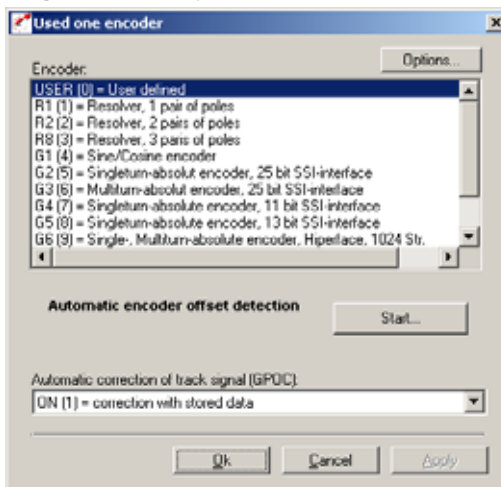 Used one encoder
Options...
Encoder:
USER (0) = User defined
R1 (1) = Resolver, 1 pair of poles
R2 (2) = Resolver, 2 pairs of poles
R8 (3) = Resolver, 3 pairs of poles
G1 (4) = Sine/Cosine encoder
G2 (5) = Singleturn-absolut encoder, 25 bit SSI-interface
G3 (6) = Multiturn-absolut encoder, 25 bit SSI-interface
G4 (7) = Singleturn-absolute encoder, 11 bit SSI-interface
G5 (8) = Singleturn-absolute encoder, 13 bit SSI-interface
G6 (9) = Single-, Multiturn-absolute encoder, Hiperface, 1024 Str.
Automatic encoder offset detection
Start...
Automatic correction of track signal (GPOC):
ON (1) = correction with stored data
Ok
Cancel
Apply